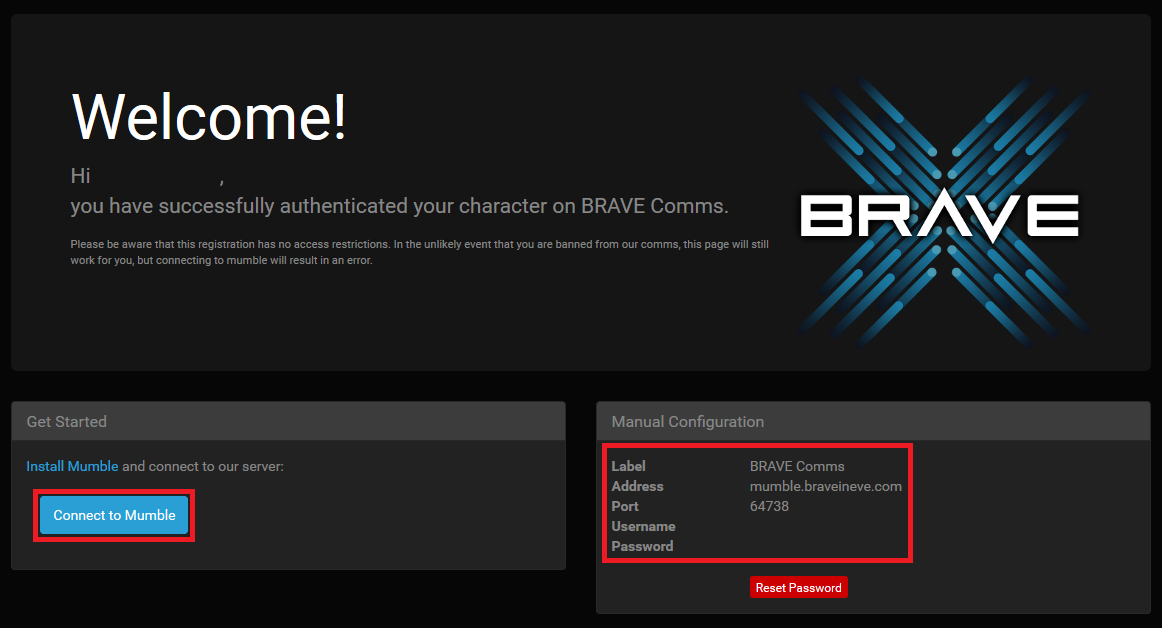 Welcome!
Hi ,
you have successfully authenticated your character on BRAVE Comms.
Please be aware that this registration has no access restrictions. In the unlikely event that you are banned from our comms, this page will still
work for you, but connecting to mumble will result in an error.
BRAVE
Get Started
Install Mumble and connect to our server:
Connect to Mumble
Manual Configuration
Label BRAVE Comms
Address mumble.braveineve.com
Port 64738
Username
Password
Reset Password